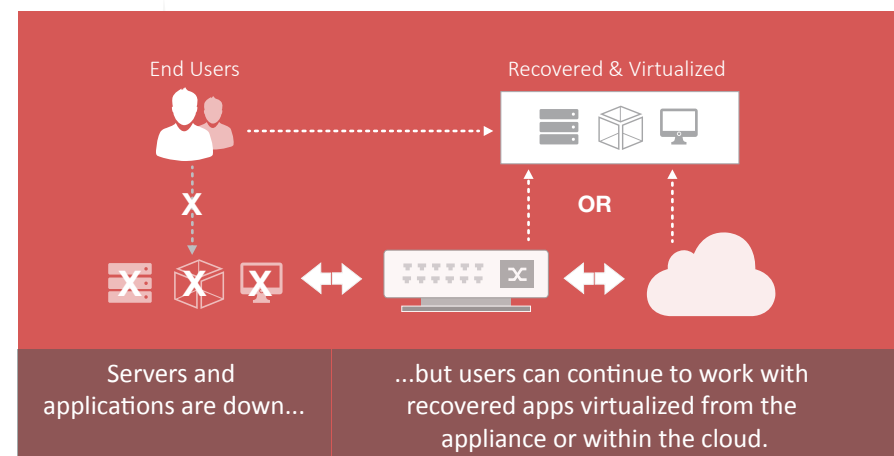 End Users
Recovered & Virtualized
X
OR
X X X
Servers and
applications are down...
...but users can continue to work with
recovered apps virtualized from the
appliance or within the cloud.